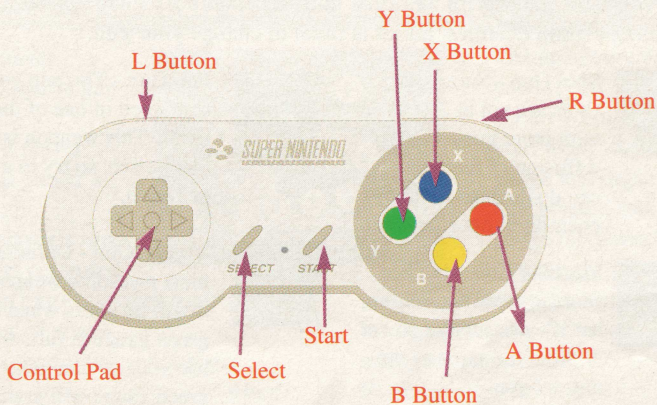 Y Button
X Button
L Button
R Button
SUPER NINTENDO
X
A
Y
B
SELECT
START
Start
Control Pad
Select
A Button
B Button